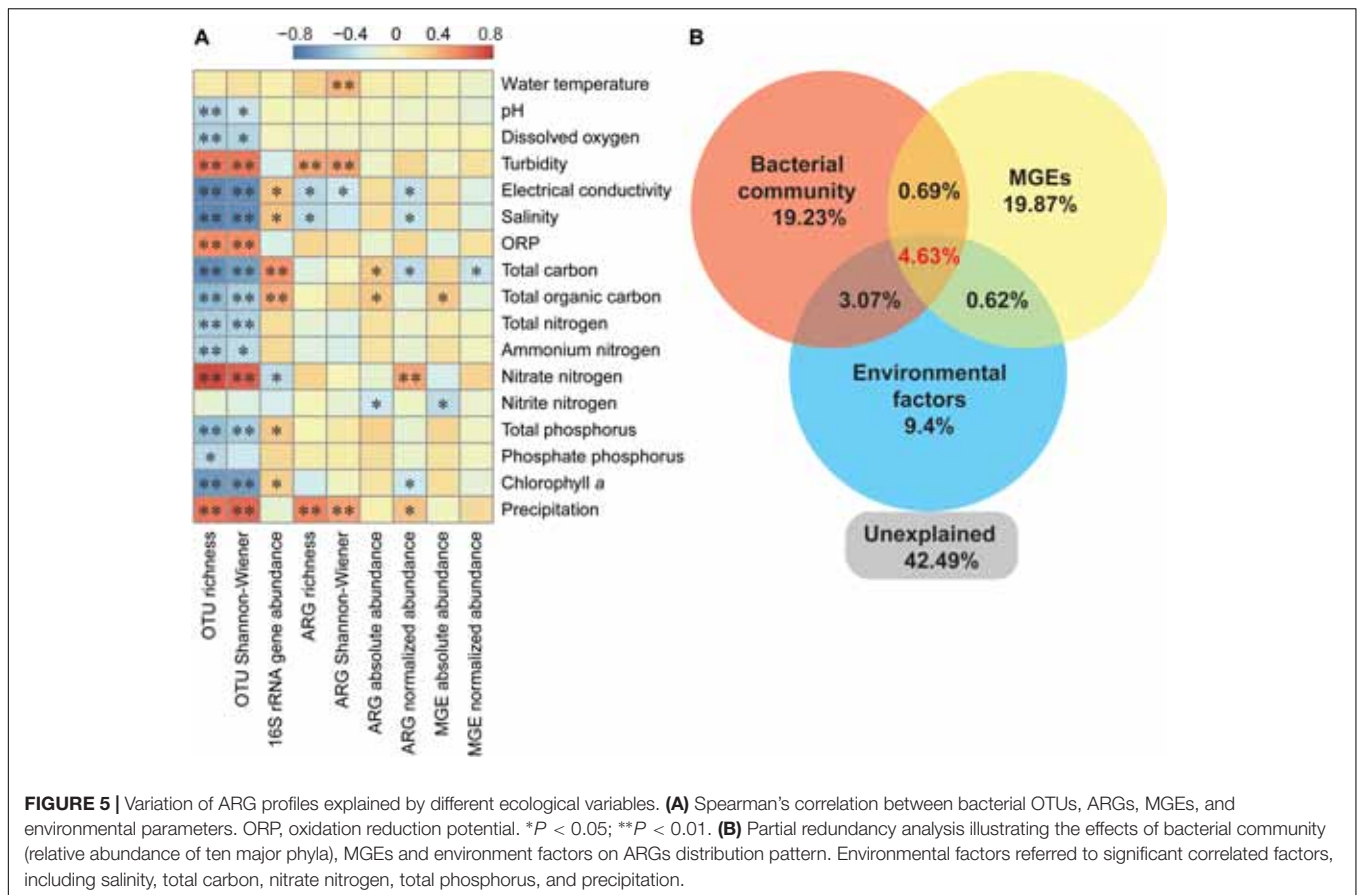 A
−0.8 −0.4 0 0.4 0.8
** Water temperature
** * pH
** * Dissolved oxygen
** ** ** ** Turbidity
** ** * * * * Electrical conductivity
** ** * * * Salinity
** ** ORP
** ** ** * * * Total carbon
** ** ** * * Total organic carbon
** ** Total nitrogen
** * Ammonium nitrogen
** ** * ** Nitrate nitrogen
* * Nitrite nitrogen
** ** * Total phosphorus
* Phosphate phosphorus
** ** * * Chlorophyll a
** ** ** ** * Precipitation
OTU richness
OTU Shannon-Wiener
16S rRNA gene abundance
ARG richness
ARG Shannon-Wiener
ARG absolute abundance
ARG normalized abundance
MGE absolute abundance
MGE normalized abundance
B
Bacterial
community
19.23%
0.69%
MGEs
19.87%
4.63%
3.07%
0.62%
Environmental
factors
9.4%
Unexplained
42.49%
FIGURE 5 | Variation of ARG profiles explained by different ecological variables. (A) Spearman's correlation between bacterial OTUs, ARGs, MGEs, and
environmental parameters. ORP, oxidation reduction potential. *P < 0.05; **P < 0.01. (B) Partial redundancy analysis illustrating the effects of bacterial community
(relative abundance of ten major phyla), MGEs and environment factors on ARGs distribution pattern. Environmental factors referred to significant correlated factors,
including salinity, total carbon, nitrate nitrogen, total phosphorus, and precipitation.